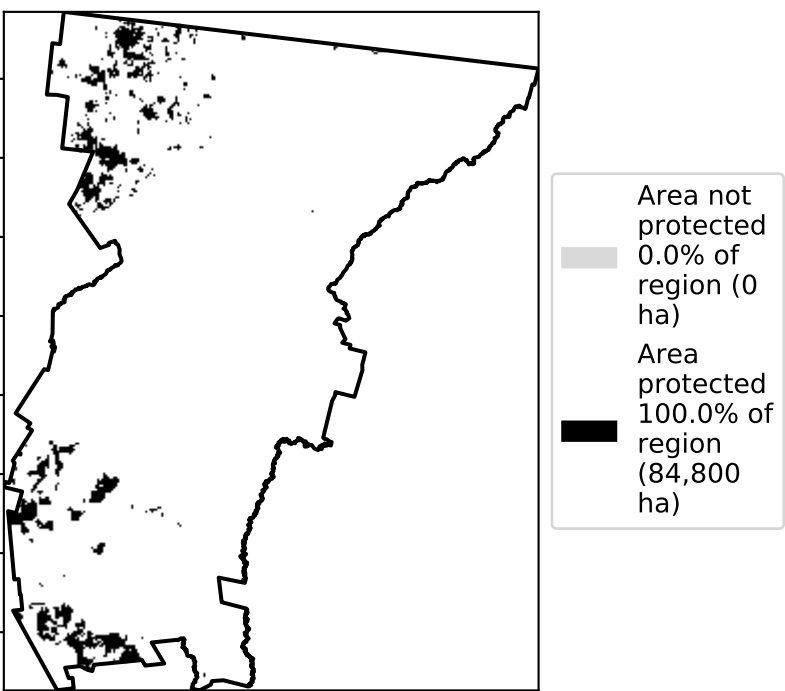 Area not
protected
0.0% of
region (0
ha)
Area
protected
100.0% of
region
(84,800
ha)